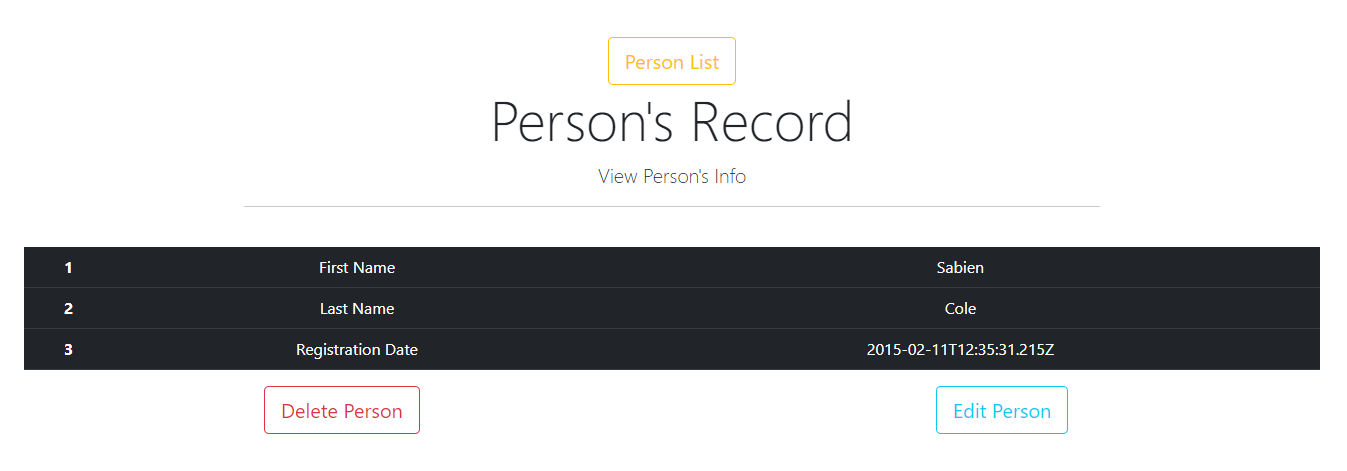 Person List
Person's Record
View Person's Info
1 First Name Sabien
2 Last Name Cole
3 Registration Date 2015-02-11T12:35:31.215Z
Delete Person Edit Person